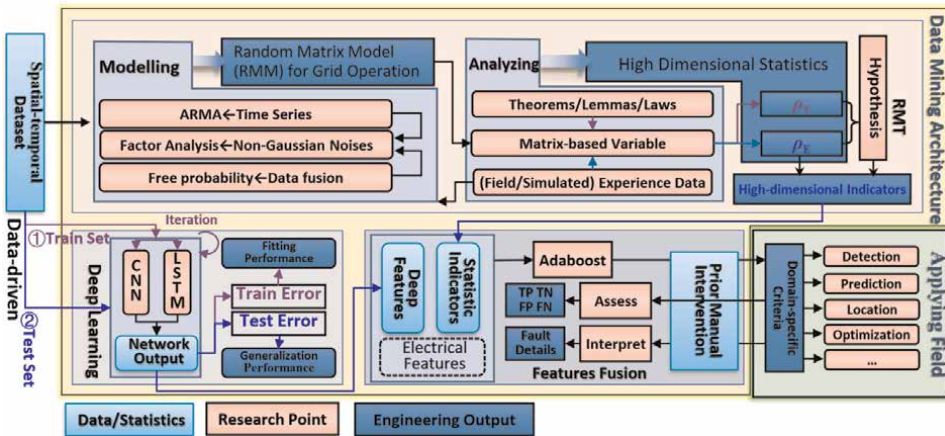 Spatial-temporal
Dataset
Data-driven
①Train Set
②Test Set
Data Mining Architecture
Modelling
Random Matrix Model
(RMM) for Grid Operation
ARMA←Time Series
Factor Analysis←Non-Gaussian Noises
Free probability←Data fusion
Analyzing
High Dimensional Statistics
Theorems/Lemmas/Laws
Matrix-based Variable
(Field/Simulated) Experience Data
ρT
ρE
Hypothesis
RMT
High-dimensional Indicators
Deep Learning
Iteration
CNN
LSTM
Network
Output
Fitting
Performance
Train Error
Test Error
Generalization
Performance
Deep
Features
Statistic
Indicators
Electrical
Features
Adaboost
TP TN
FP FN
Assess
Fault
Details
Interpret
Features Fusion
Prior Manual
Intervention
Domain-specific
Criteria
Detection
Prediction
Location
Optimization
...
Applying Field
Data/Statistics
Research Point
Engineering Output